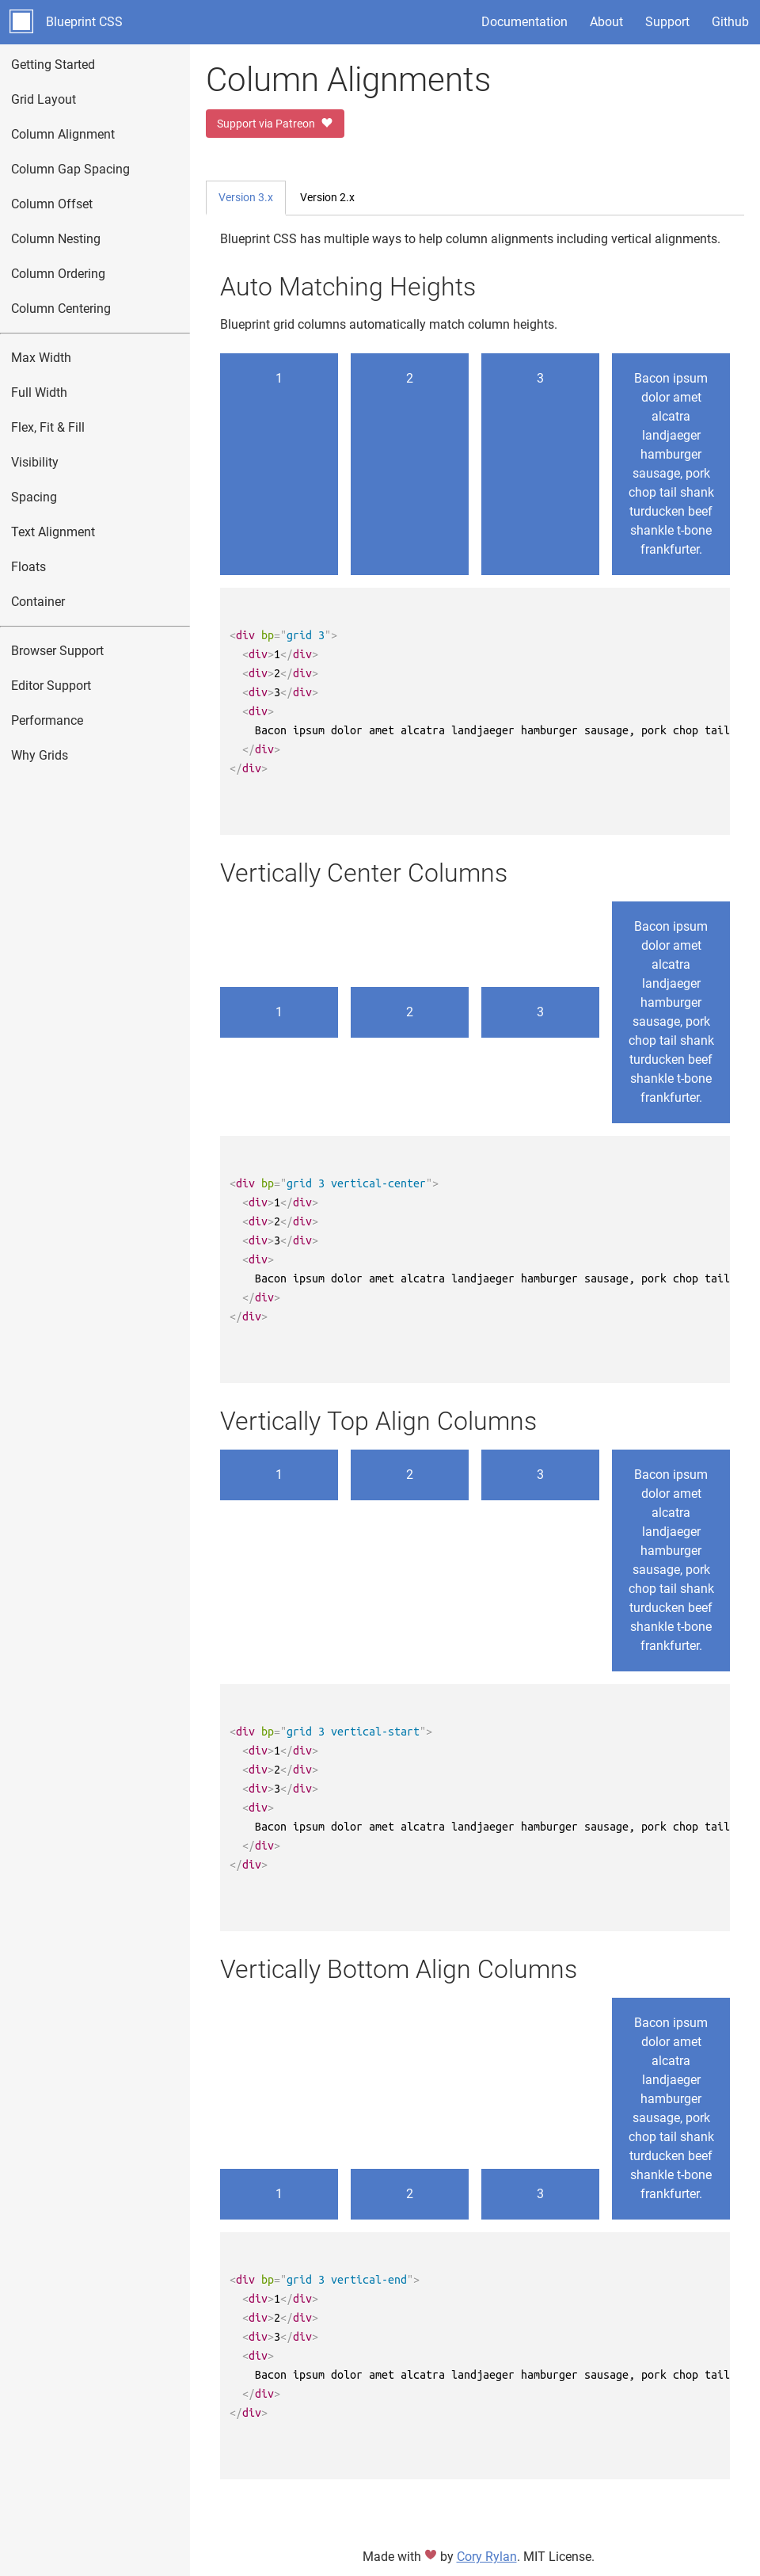 Blueprint CSS
Documentation
About
Support
Github
Getting Started
Grid Layout
Column Alignment
Column Gap Spacing
Column Offset
Column Nesting
Column Ordering
Column Centering
Max Width
Full Width
Flex, Fit & Fill
Visibility
Spacing
Text Alignment
Floats
Container
Browser Support
Editor Support
Performance
Why Grids
Column Alignments
Support via Patreon
Version 3.x
Version 2.x
Blueprint CSS has multiple ways to help column alignments including vertical alignments.
Auto Matching Heights
Blueprint grid columns automatically match column heights.
1
2
3
Bacon ipsum
dolor amet
alcatra
landjaeger
hamburger
sausage, pork
chop tail shank
turducken beef
shankle t-bone
frankfurter.
<div bp="grid 3">
  <div>1</div>
  <div>2</div>
  <div>3</div>
  <div>
    Bacon ipsum dolor amet alcatra landjaeger hamburger sausage, pork chop tail
  </div>
</div>
Vertically Center Columns
1
2
3
Bacon ipsum
dolor amet
alcatra
landjaeger
hamburger
sausage, pork
chop tail shank
turducken beef
shankle t-bone
frankfurter.
<div bp="grid 3 vertical-center">
  <div>1</div>
  <div>2</div>
  <div>3</div>
  <div>
    Bacon ipsum dolor amet alcatra landjaeger hamburger sausage, pork chop tail
  </div>
</div>
Vertically Top Align Columns
1
2
3
Bacon ipsum
dolor amet
alcatra
landjaeger
hamburger
sausage, pork
chop tail shank
turducken beef
shankle t-bone
frankfurter.
<div bp="grid 3 vertical-start">
  <div>1</div>
  <div>2</div>
  <div>3</div>
  <div>
    Bacon ipsum dolor amet alcatra landjaeger hamburger sausage, pork chop tail
  </div>
</div>
Vertically Bottom Align Columns
1
2
3
Bacon ipsum
dolor amet
alcatra
landjaeger
hamburger
sausage, pork
chop tail shank
turducken beef
shankle t-bone
frankfurter.
<div bp="grid 3 vertical-end">
  <div>1</div>
  <div>2</div>
  <div>3</div>
  <div>
    Bacon ipsum dolor amet alcatra landjaeger hamburger sausage, pork chop tail
  </div>
</div>
Made with ♥ by Cory Rylan. MIT License.